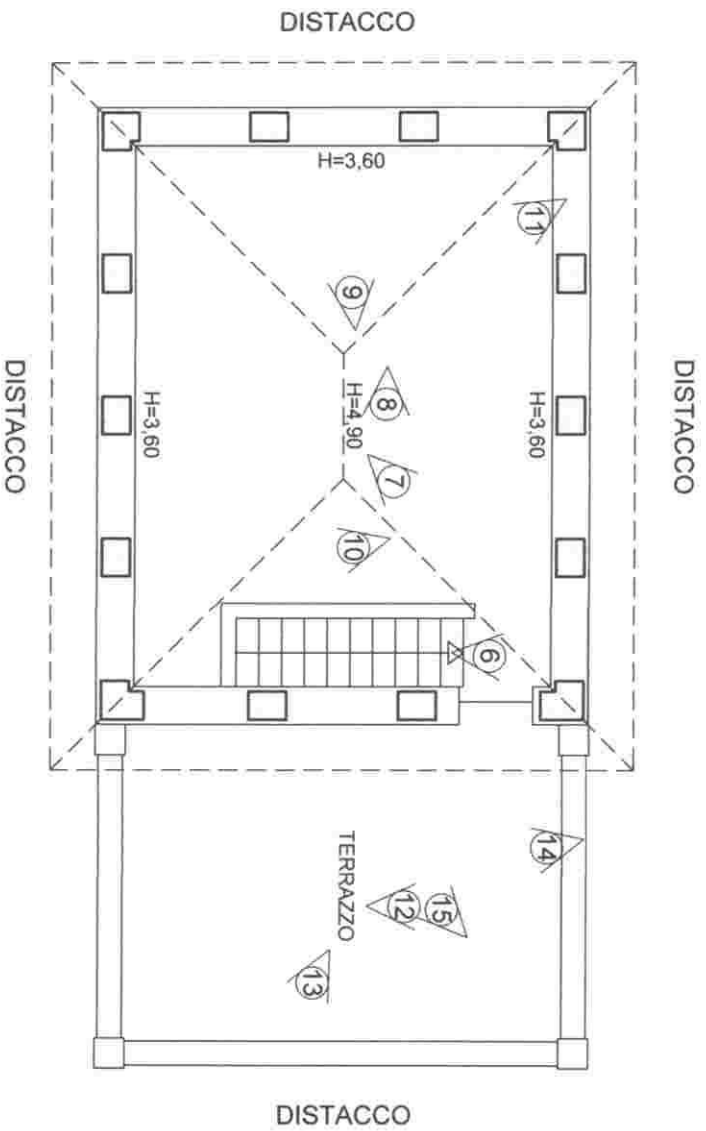 DISTACCO
H=3,60
11
9
DISTACCO
H=3,60
H=4,90
8
H=3,60
DISTACCO
7
10
6
14
TERRAZZO
12
15
13
DISTACCO